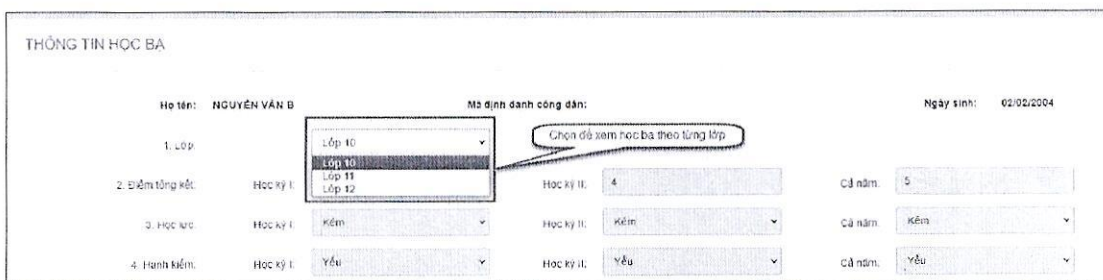 THÔNG TIN HỌC BẠ
Họ tên: NGUYỄN VĂN B Mã định danh công dân: Ngày sinh: 02/02/2004
1. Lớp: Lớp 10 Chọn để xem học bạ theo từng lớp
Lớp 10
Lớp 11
Lớp 12
2. Điểm tổng kết: Học kỳ I: Học kỳ II: 4 Cả năm: 5
3. Học lực: Học kỳ I: Kém Học kỳ II: Kém Cả năm: Kém
4. Hạnh kiểm: Học kỳ I: Yếu Học kỳ II: Yếu Cả năm: Yếu